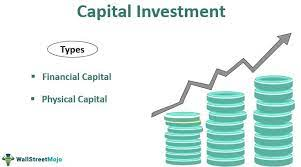 Capital Investment
Types
Financial Capital
Physical Capital
WallStreetMojo